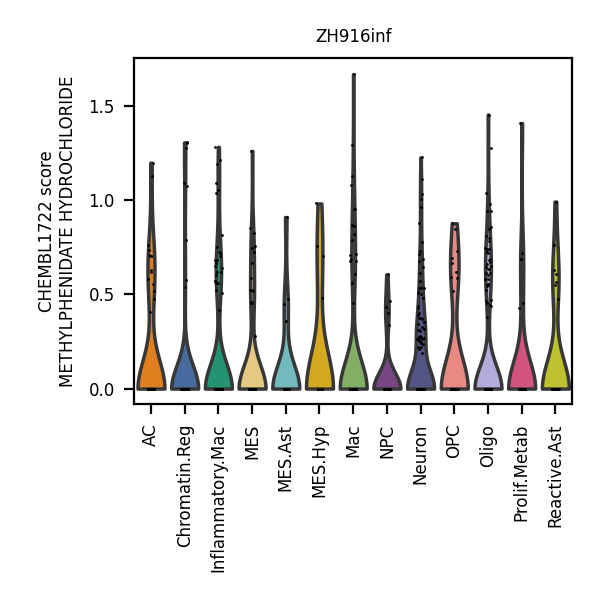 ZH916inf
CHEMBL1722 score
METHYLPHENIDATE HYDROCHLORIDE
1.5
1.0
0.5
0.0
AC
Chromatin.Reg
Inflammatory.Mac
MES
MES.Ast
MES.Hyp
Mac
NPC
Neuron
OPC
Oligo
Prolif.Metab
Reactive.Ast